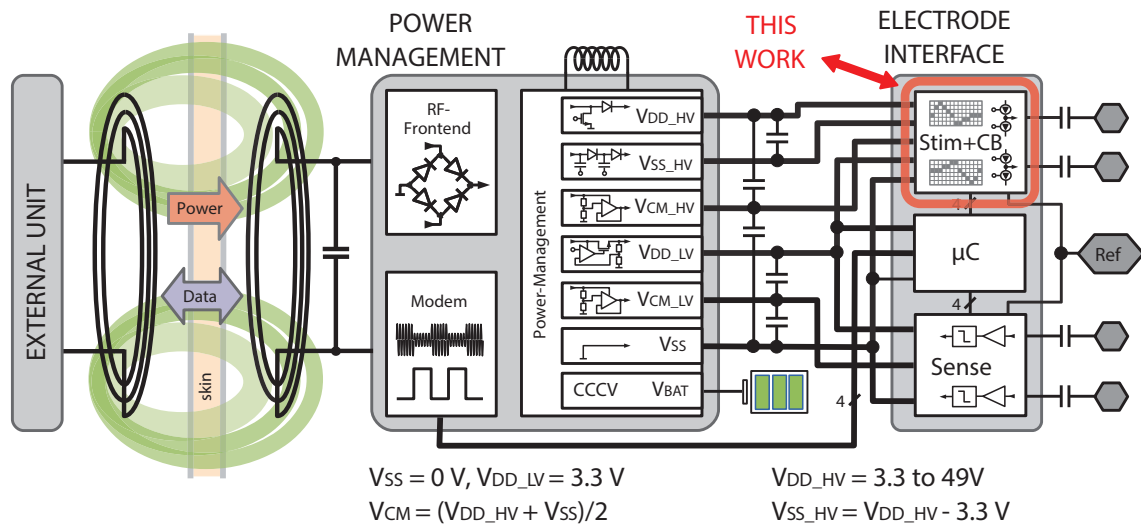 EXTERNAL UNIT
Power
Data
skin
POWER
MANAGEMENT
RF-
Frontend
Modem
Power-Management
VDD_HV
VSS_HV
VCM_HV
VDD_LV
VCM_LV
VSS
CCCV VBAT
THIS
WORK
ELECTRODE
INTERFACE
Stim+CB
4
µC
4
Sense
4
Ref
VSS = 0 V, VDD_LV = 3.3 V
VCM = (VDD_HV + VSS)/2
VDD_HV = 3.3 to 49V
VSS_HV = VDD_HV - 3.3 V